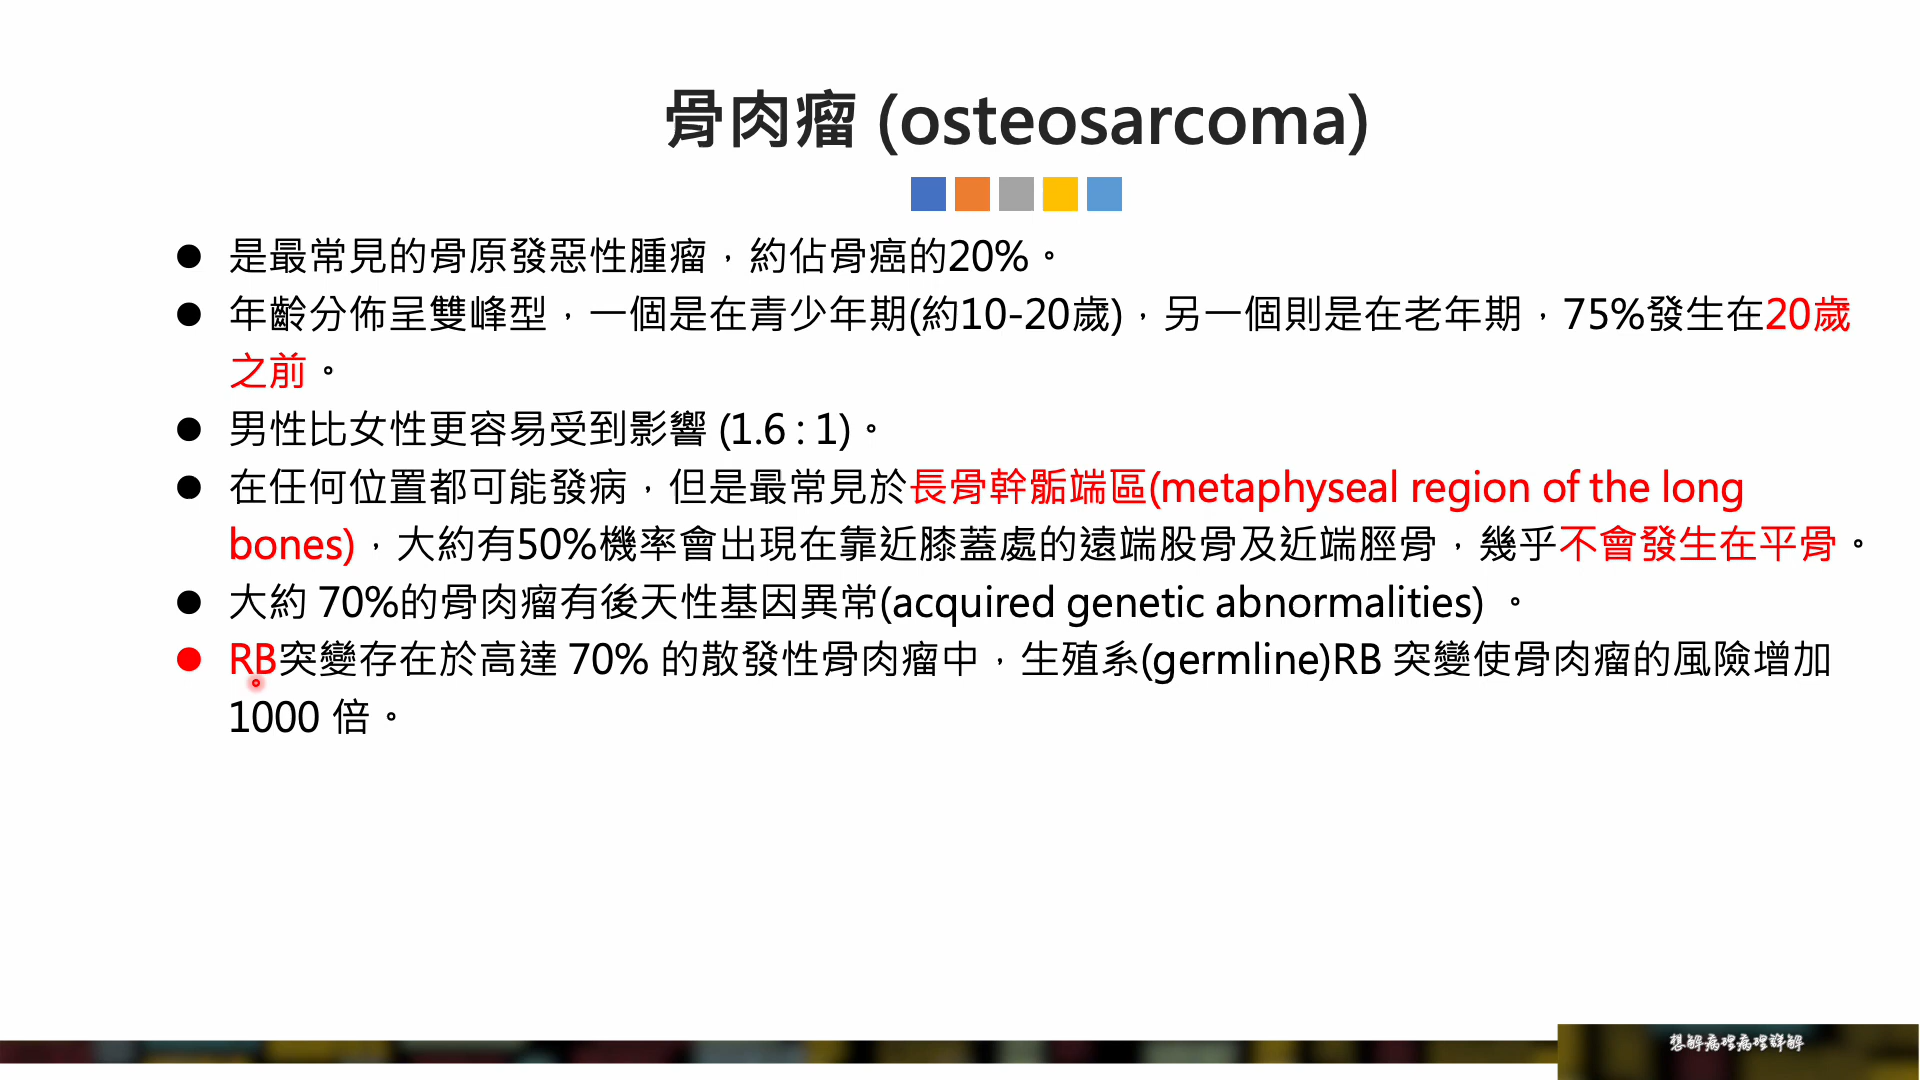 骨肉瘤 (osteosarcoma)
是最常見的骨原發惡性腫瘤，約佔骨癌的20%。
年齡分佈呈雙峰型，一個是在青少年期(約10-20歲)，另一個則是在老年期，75%發生在20歲
之前。
男性比女性更容易受到影響 (1.6 : 1)。
在任何位置都可能發病，但是最常見於長骨幹骺端區(metaphyseal region of the long
bones)，大約有50%機率會出現在靠近膝蓋處的遠端股骨及近端脛骨，幾乎不會發生在平骨。
大約 70%的骨肉瘤有後天性基因異常(acquired genetic abnormalities) 。
RB突變存在於高達 70% 的散發性骨肉瘤中，生殖系(germline)RB 突變使骨肉瘤的風險增加
1000 倍。
想解病理病理詳解